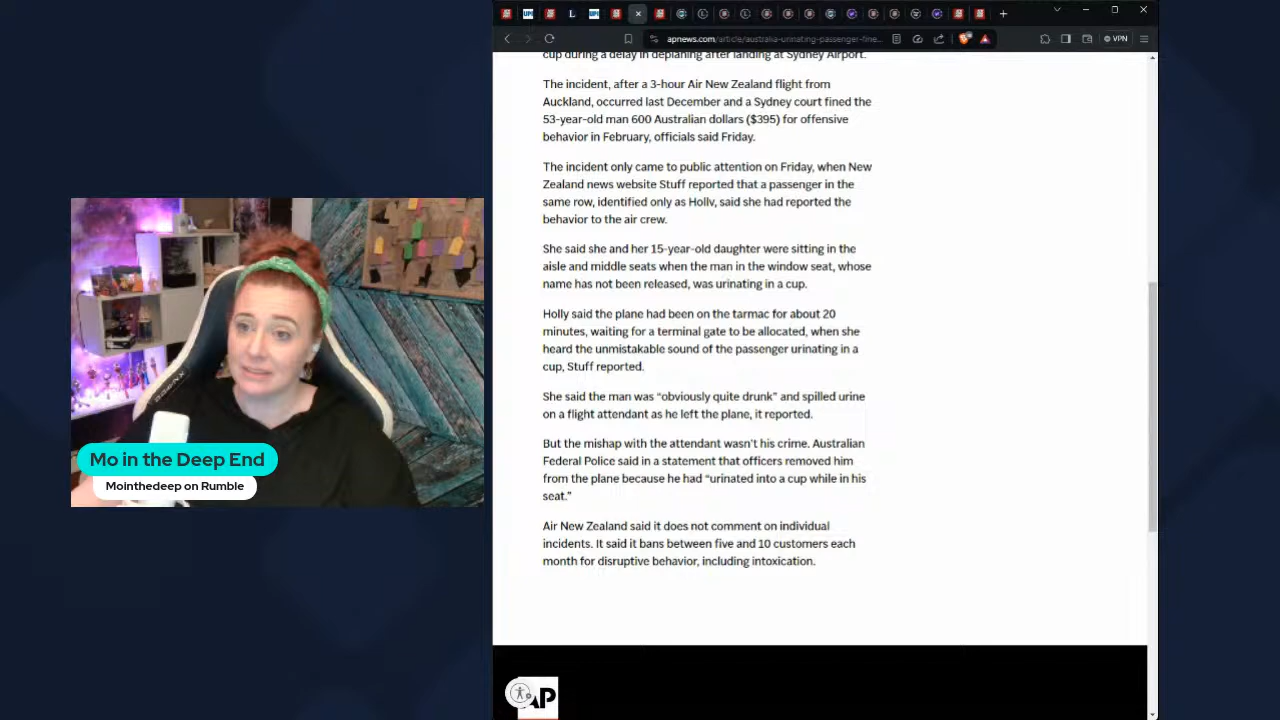 apnews.com/article/australia-urinating-passenger-fine...
VPN
cup during a delay in deplaning after landing at Sydney Airport.
The incident, after a 3-hour Air New Zealand flight from
Auckland, occurred last December and a Sydney court fined the
53-year-old man 600 Australian dollars ($395) for offensive
behavior in February, officials said Friday.
The incident only came to public attention on Friday, when New
Zealand news website Stuff reported that a passenger in the
same row, identified only as Holly, said she had reported the
behavior to the air crew.
She said she and her 15-year-old daughter were sitting in the
aisle and middle seats when the man in the window seat, whose
name has not been released, was urinating in a cup.
Holly said the plane had been on the tarmac for about 20
minutes, waiting for a terminal gate to be allocated, when she
heard the unmistakable sound of the passenger urinating in a
cup, Stuff reported.
She said the man was “obviously quite drunk” and spilled urine
on a flight attendant as he left the plane, it reported.
But the mishap with the attendant wasn’t his crime. Australian
Federal Police said in a statement that officers removed him
from the plane because he had “urinated into a cup while in his
seat.”
Air New Zealand said it does not comment on individual
incidents. It said it bans between five and 10 customers each
month for disruptive behavior, including intoxication.
AP
Mo in the Deep End
Mointhedeep on Rumble